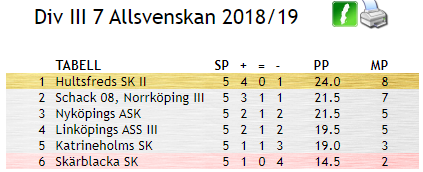 Div III 7 Allsvenskan 2018/19
TABELL SP + = - PP MP
1 Hultsfreds SK II 5 4 0 1 24.0 8
2 Schack 08, Norrköping III 5 3 1 1 21.5 7
3 Nyköpings ASK 5 2 1 2 21.5 5
4 Linköpings ASS III 5 2 1 2 19.5 5
5 Katrineholms SK 5 1 1 3 19.0 3
6 Skärblacka SK 5 1 0 4 14.5 2